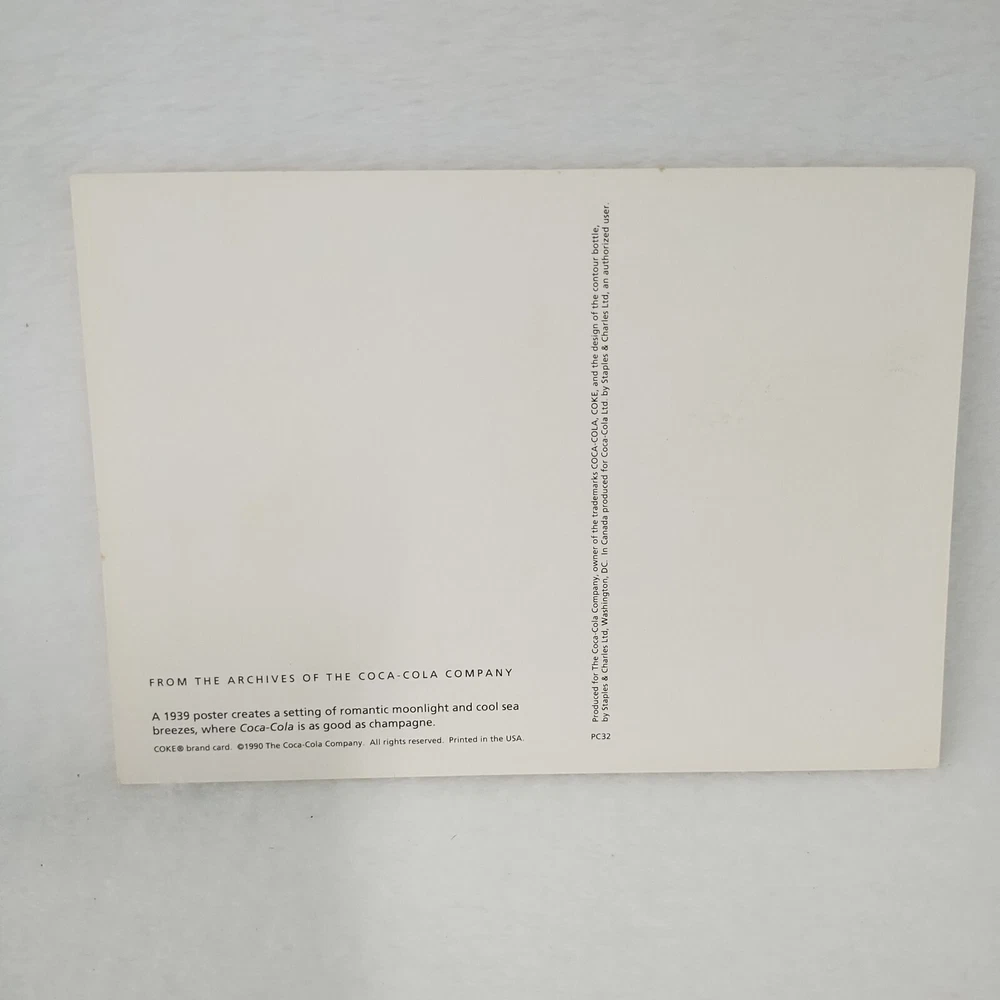 FROM THE ARCHIVES OF THE COCA-COLA COMPANY
A 1939 poster creates a setting of romantic moonlight and cool sea
breezes, where Coca-Cola is as good as champagne.
COKE® brand card. ©1990 The Coca-Cola Company. All rights reserved. Printed in the USA.
Produced for The Coca-Cola Company, owner of the trademarks COCA-COLA, COKE, and the design of the contour bottle,
by Staples & Charles Ltd, Washington, DC. In Canada produced for Coca-Cola Ltd. by Staples & Charles Ltd, an authorized user.
PC32